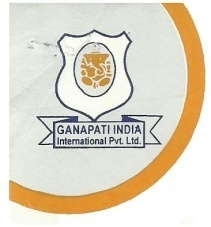 GANAPATI INDIA
International Pvt. Ltd.